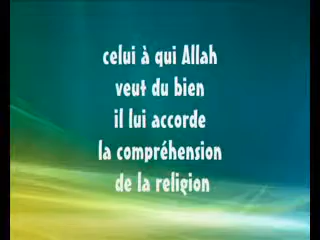 celui à qui Allah
veut du bien
il lui accorde
la compréhension
de la religion